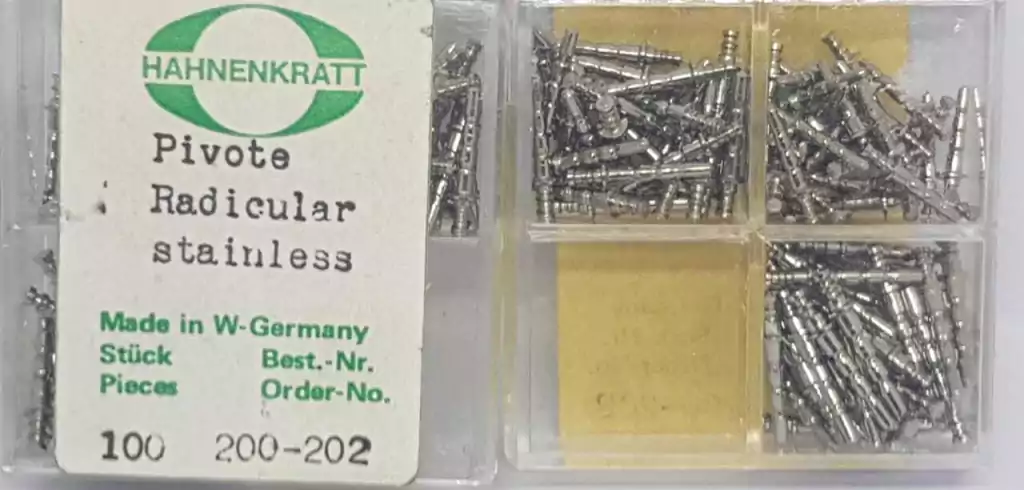 HAHNENKRATT
Pivote
Radicular
stainless
Made in W-Germany
Stück Best.-Nr.
Pieces Order-No.
100 200-202